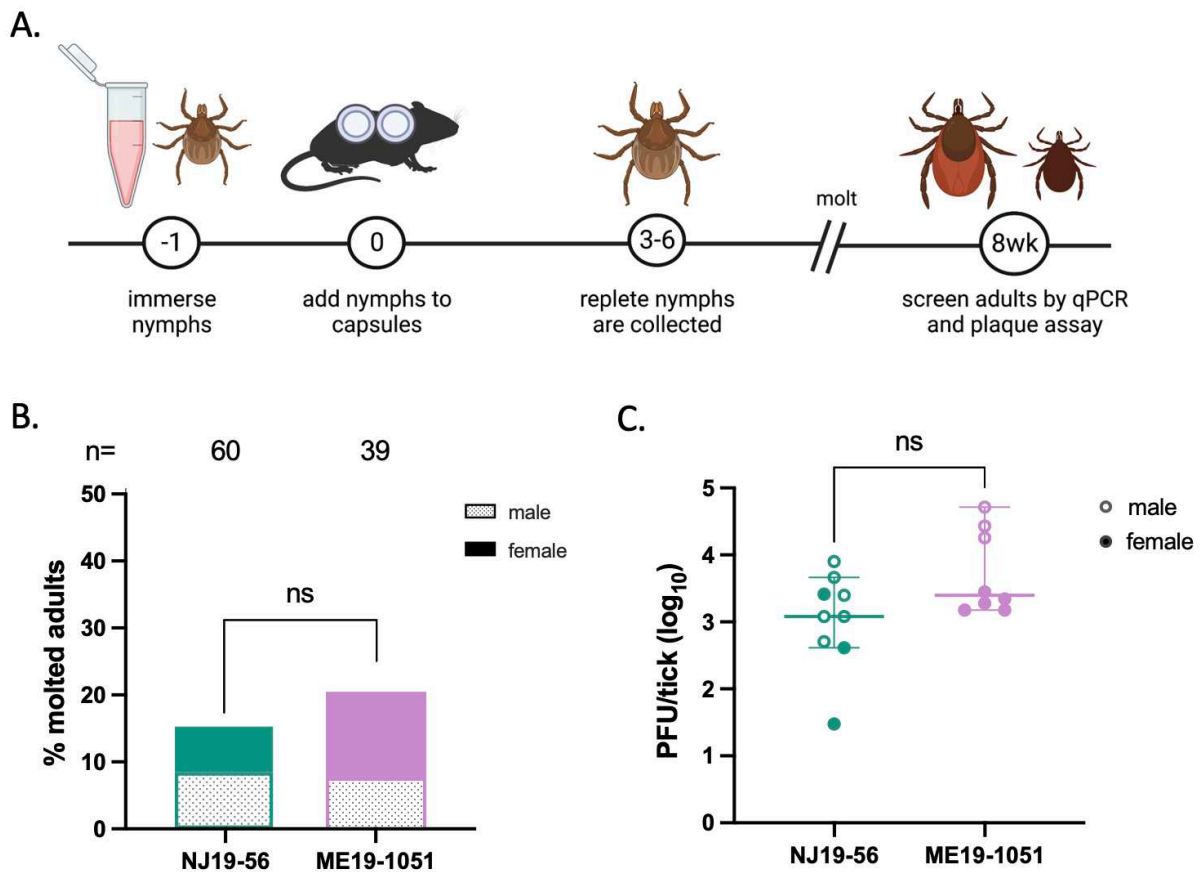 A.
molt
-1
0
3-6
8wk
immerse
nymphs
add nymphs to
capsules
replete nymphs
are collected
screen adults by qPCR
and plaque assay
B.
n= 60 39
% molted adults
50
40
30
20
10
0
ns
male
female
NJ19-56 ME19-1051
C.
PFU/tick (log10)
5
4
3
2
1
0
ns
male
female
NJ19-56 ME19-1051